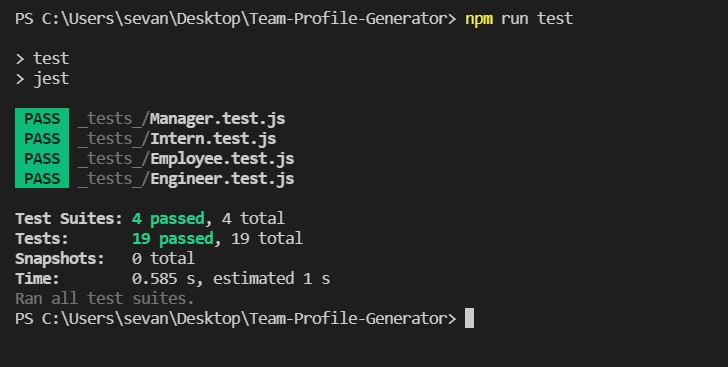 PS C:\Users\sevan\Desktop\Team-Profile-Generator> npm run test
> test
> jest
PASS _tests_/Manager.test.js
PASS _tests_/Intern.test.js
PASS _tests_/Employee.test.js
PASS _tests_/Engineer.test.js
Test Suites: 4 passed, 4 total
Tests: 19 passed, 19 total
Snapshots: 0 total
Time: 0.585 s, estimated 1 s
Ran all test suites.
PS C:\Users\sevan\Desktop\Team-Profile-Generator>